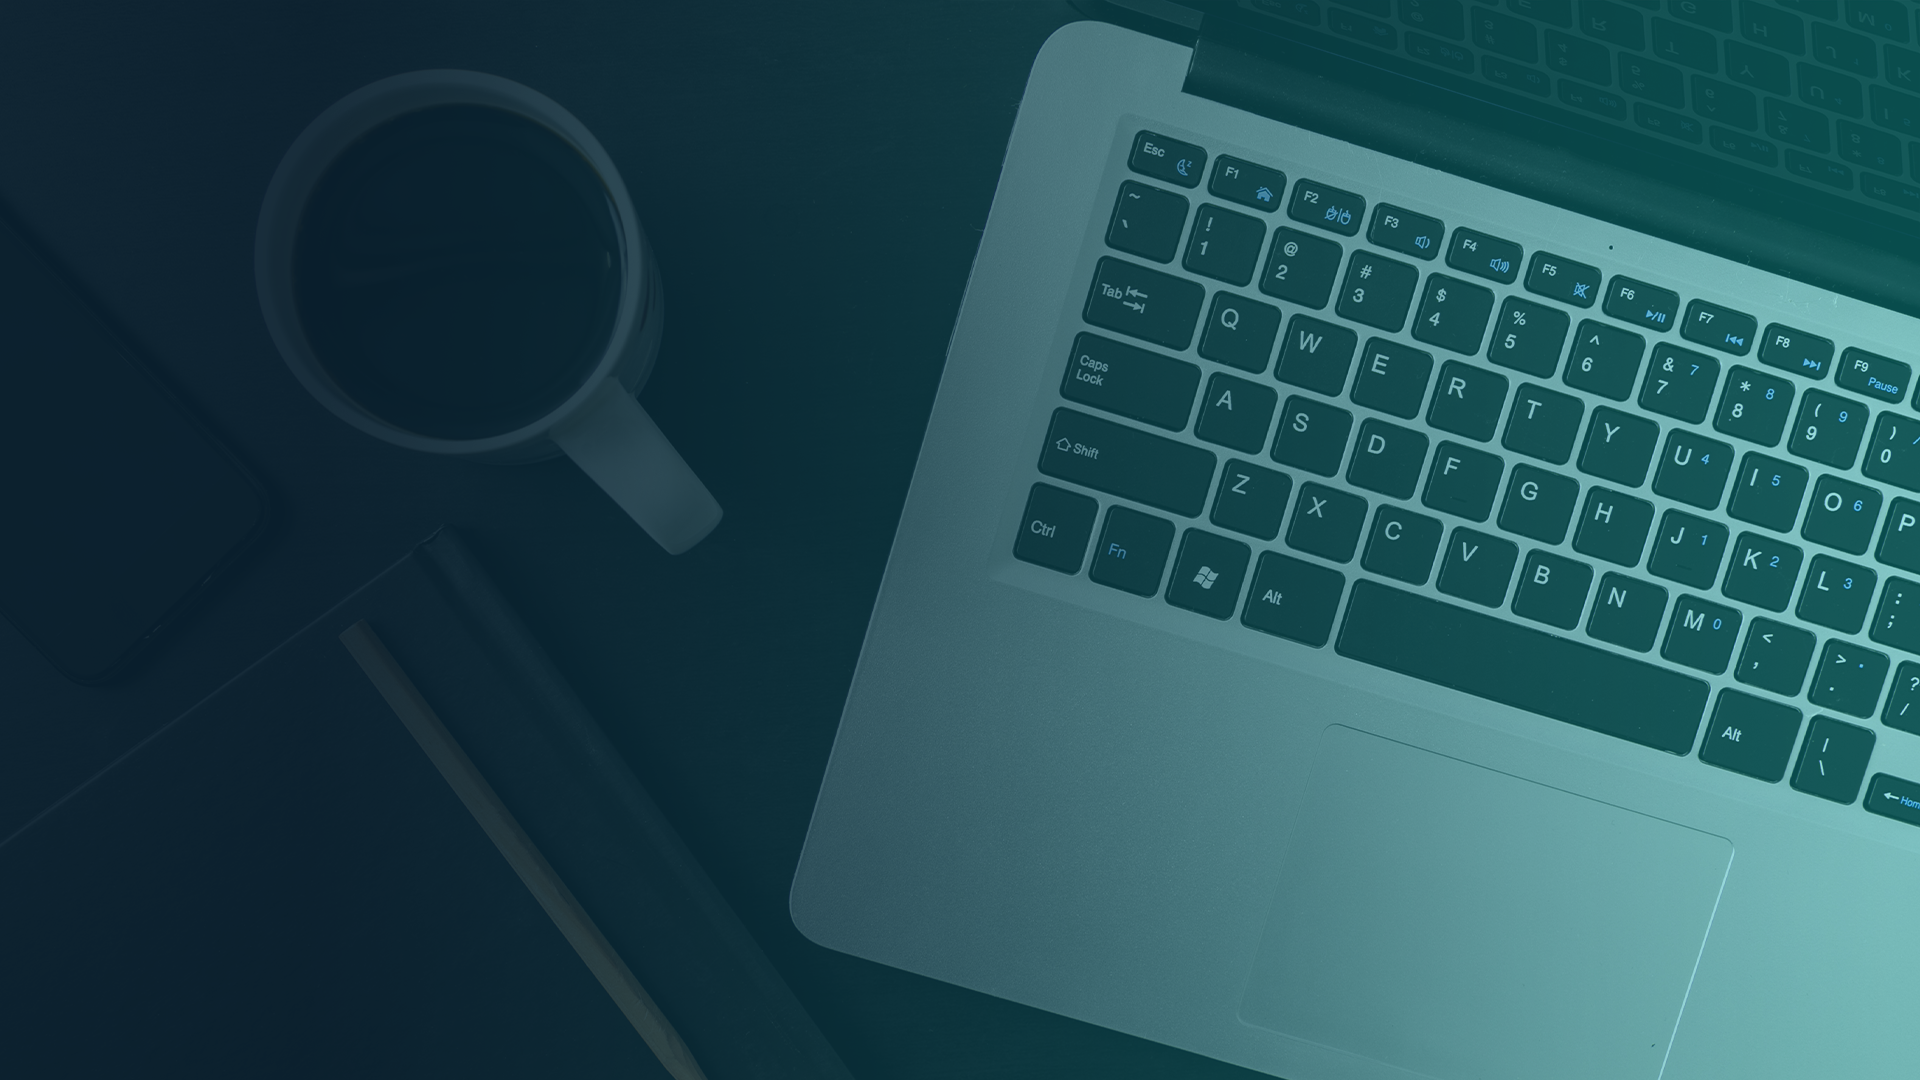 Esc F1 F2 F3 F4 F5 F6 F7 F8 F9 Pause
~ ` ! 1 @ 2 # 3 $ 4 % 5 ^ 6 & 7 7 * 8 8 ( 9 9 ) 0 /
Tab Q W E R T Y U 4 I 5 O 6 P
Caps Lock A S D F G H J 1 K 2 L 3 : ;
Shift Z X C V B N M 0 < , > . . ? /
Ctrl Fn Alt Alt | \ Hom